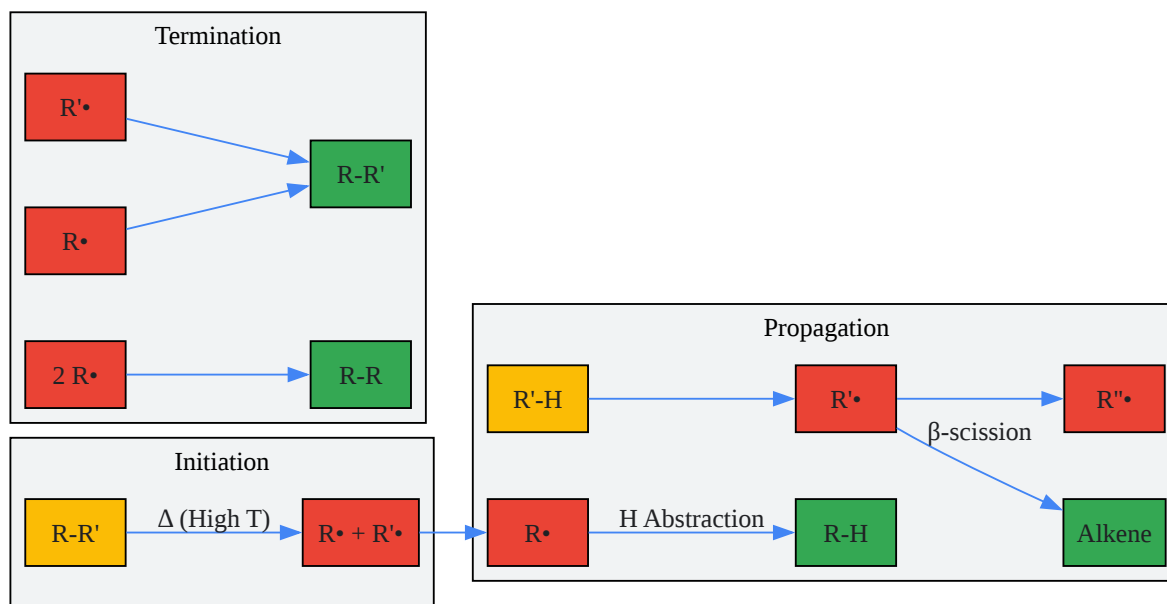 Termination
R'•
R-R'
R•
2 R•
R-R
Propagation
R'-H
R'•
R''•
β-scission
R•
H Abstraction
R-H
Alkene
Initiation
R-R'
Δ (High T)
R• + R'•